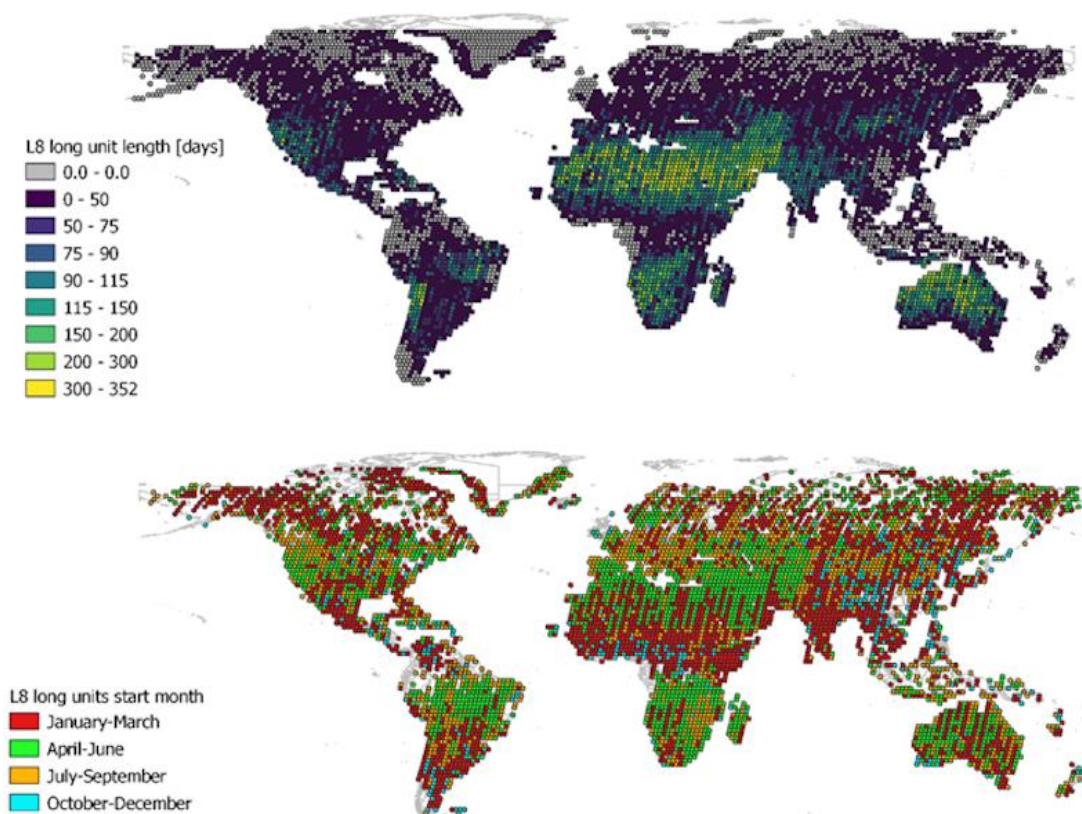 L8 long unit length [days]
0.0 - 0.0
0 - 50
50 - 75
75 - 90
90 - 115
115 - 150
150 - 200
200 - 300
300 - 352
L8 long units start month
January-March
April-June
July-September
October-December